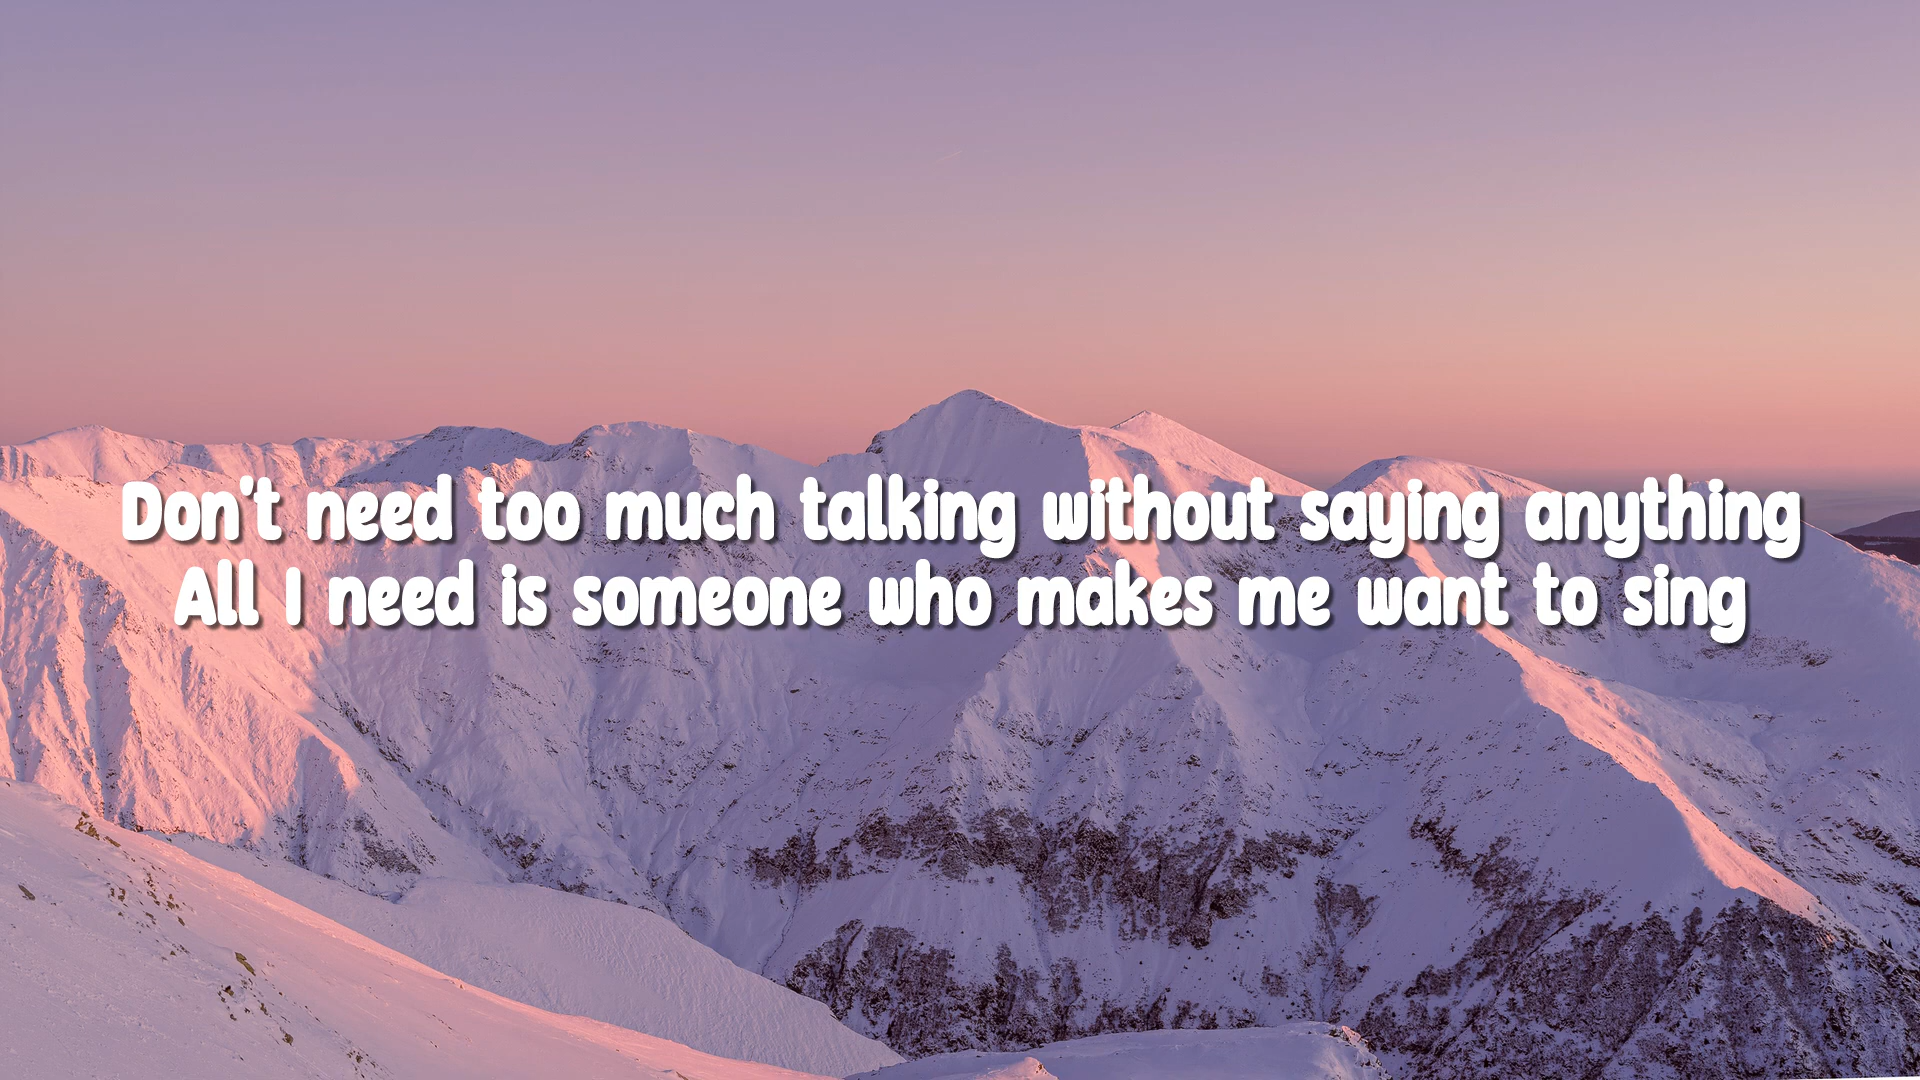 Don't need too much talking without saying anything
All I need is someone who makes me want to sing